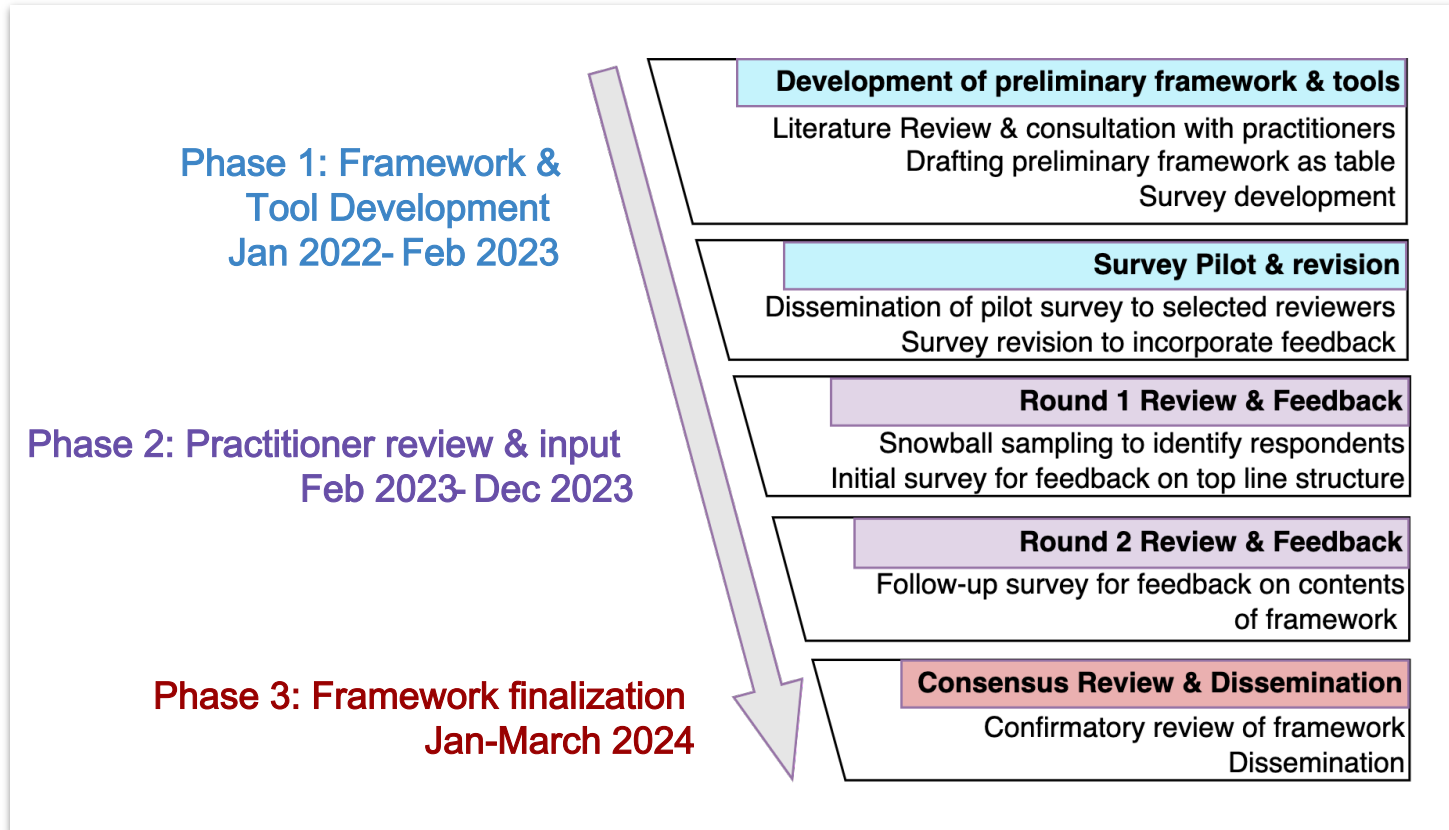 Phase 1: Framework &
Tool Development
Jan 2022- Feb 2023
Development of preliminary framework & tools
Literature Review & consultation with practitioners
Drafting preliminary framework as table
Survey development
Survey Pilot & revision
Dissemination of pilot survey to selected reviewers
Survey revision to incorporate feedback
Phase 2: Practitioner review & input
Feb 2023- Dec 2023
Round 1 Review & Feedback
Snowball sampling to identify respondents
Initial survey for feedback on top line structure
Round 2 Review & Feedback
Follow-up survey for feedback on contents
of framework
Phase 3: Framework finalization
Jan-March 2024
Consensus Review & Dissemination
Confirmatory review of framework
Dissemination